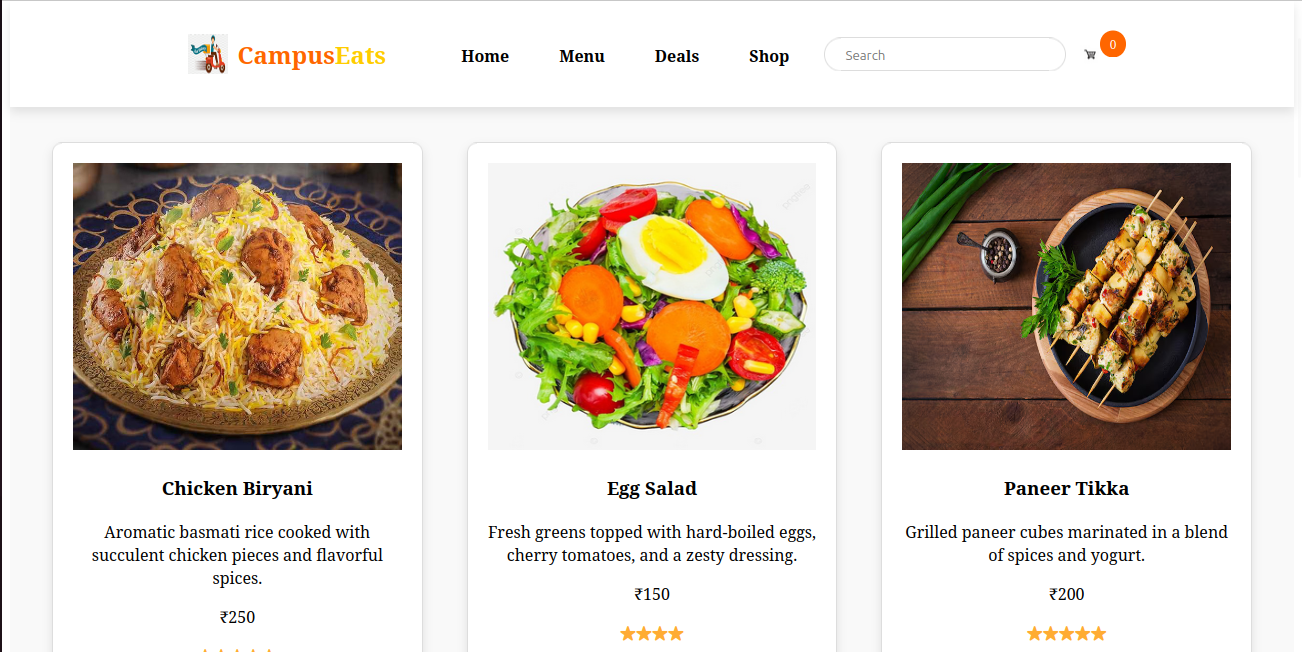 CampusEats
Home
Menu
Deals
Shop
Search
0
Chicken Biryani
Aromatic basmati rice cooked with
succulent chicken pieces and flavorful
spices.
₹250
Egg Salad
Fresh greens topped with hard-boiled eggs,
cherry tomatoes, and a zesty dressing.
₹150
Paneer Tikka
Grilled paneer cubes marinated in a blend
of spices and yogurt.
₹200